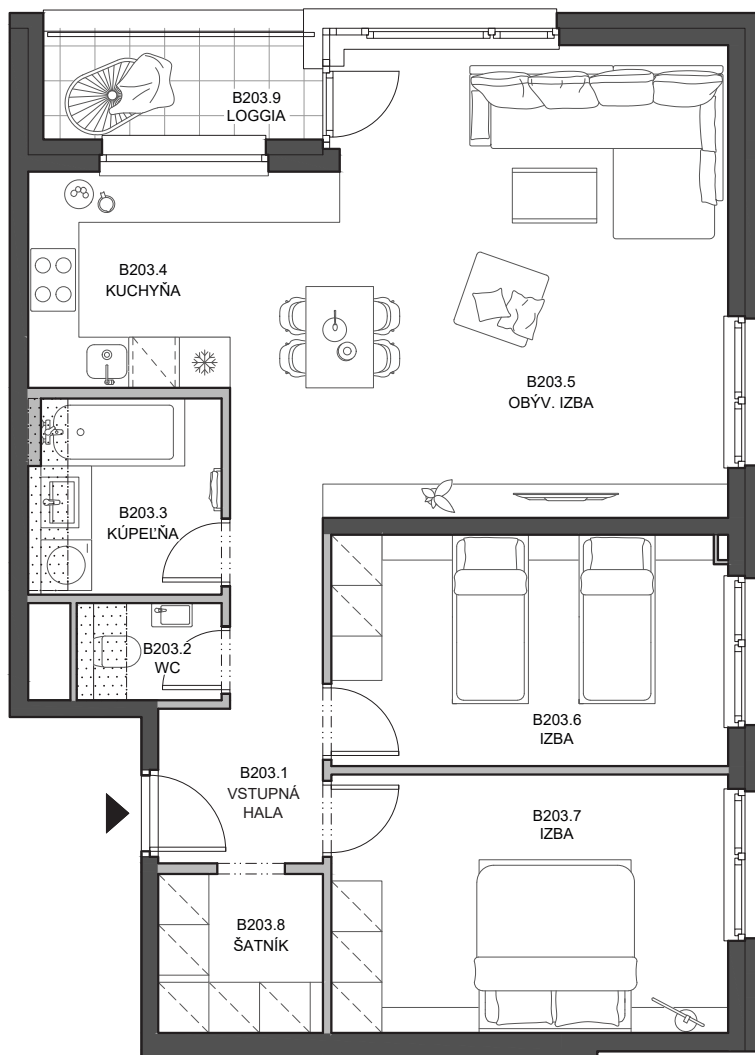 B203.9
LOGGIA
B203.4
KUCHYŇA
B203.5
OBÝV. IZBA
B203.3
KÚPEĽŇA
B203.2
WC
B203.6
IZBA
B203.1
VSTUPNÁ
HALA
B203.7
IZBA
B203.8
ŠATNÍK